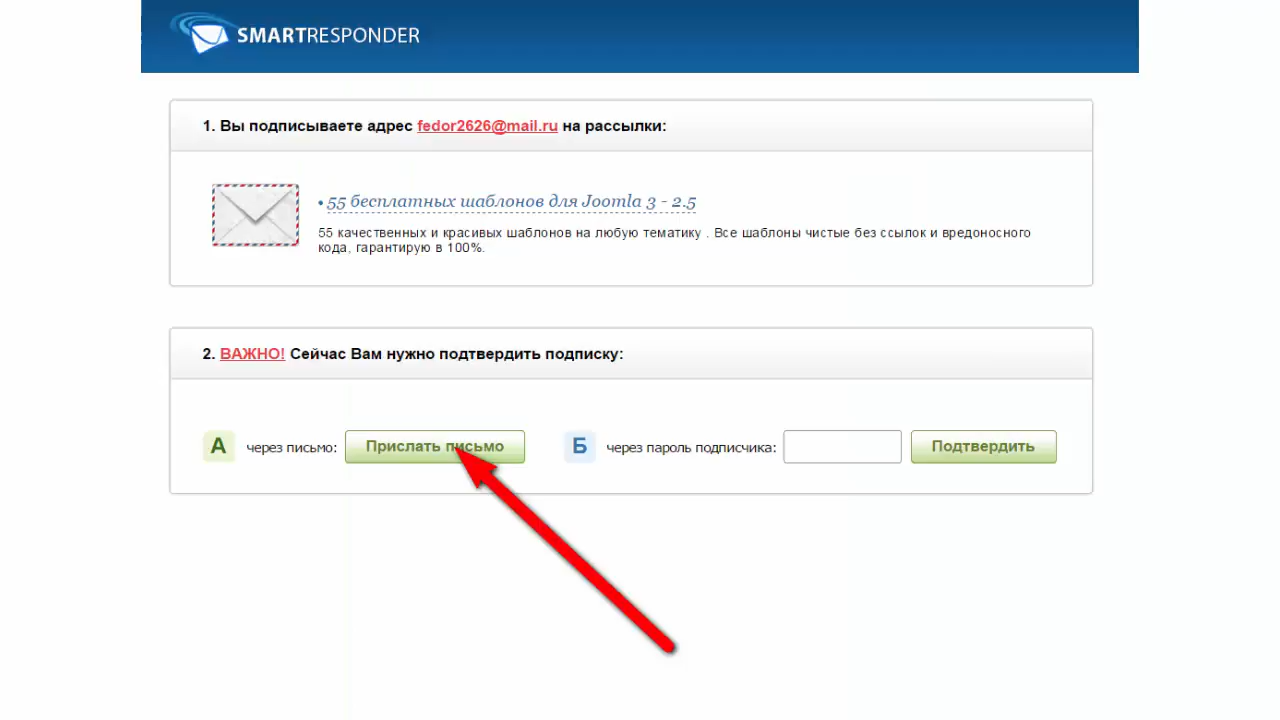 SMARTRESPONDER
1. Вы подписываете адрес fedor2626@mail.ru на рассылки:
• 55 бесплатных шаблонов для Joomla 3 - 2.5
55 качественных и красивых шаблонов на любую тематику . Все шаблоны чистые без ссылок и вредоносного
кода, гарантирую в 100%.
2. ВАЖНО! Сейчас Вам нужно подтвердить подписку:
А через письмо: Прислать письмо Б через пароль подписчика: Подтвердить